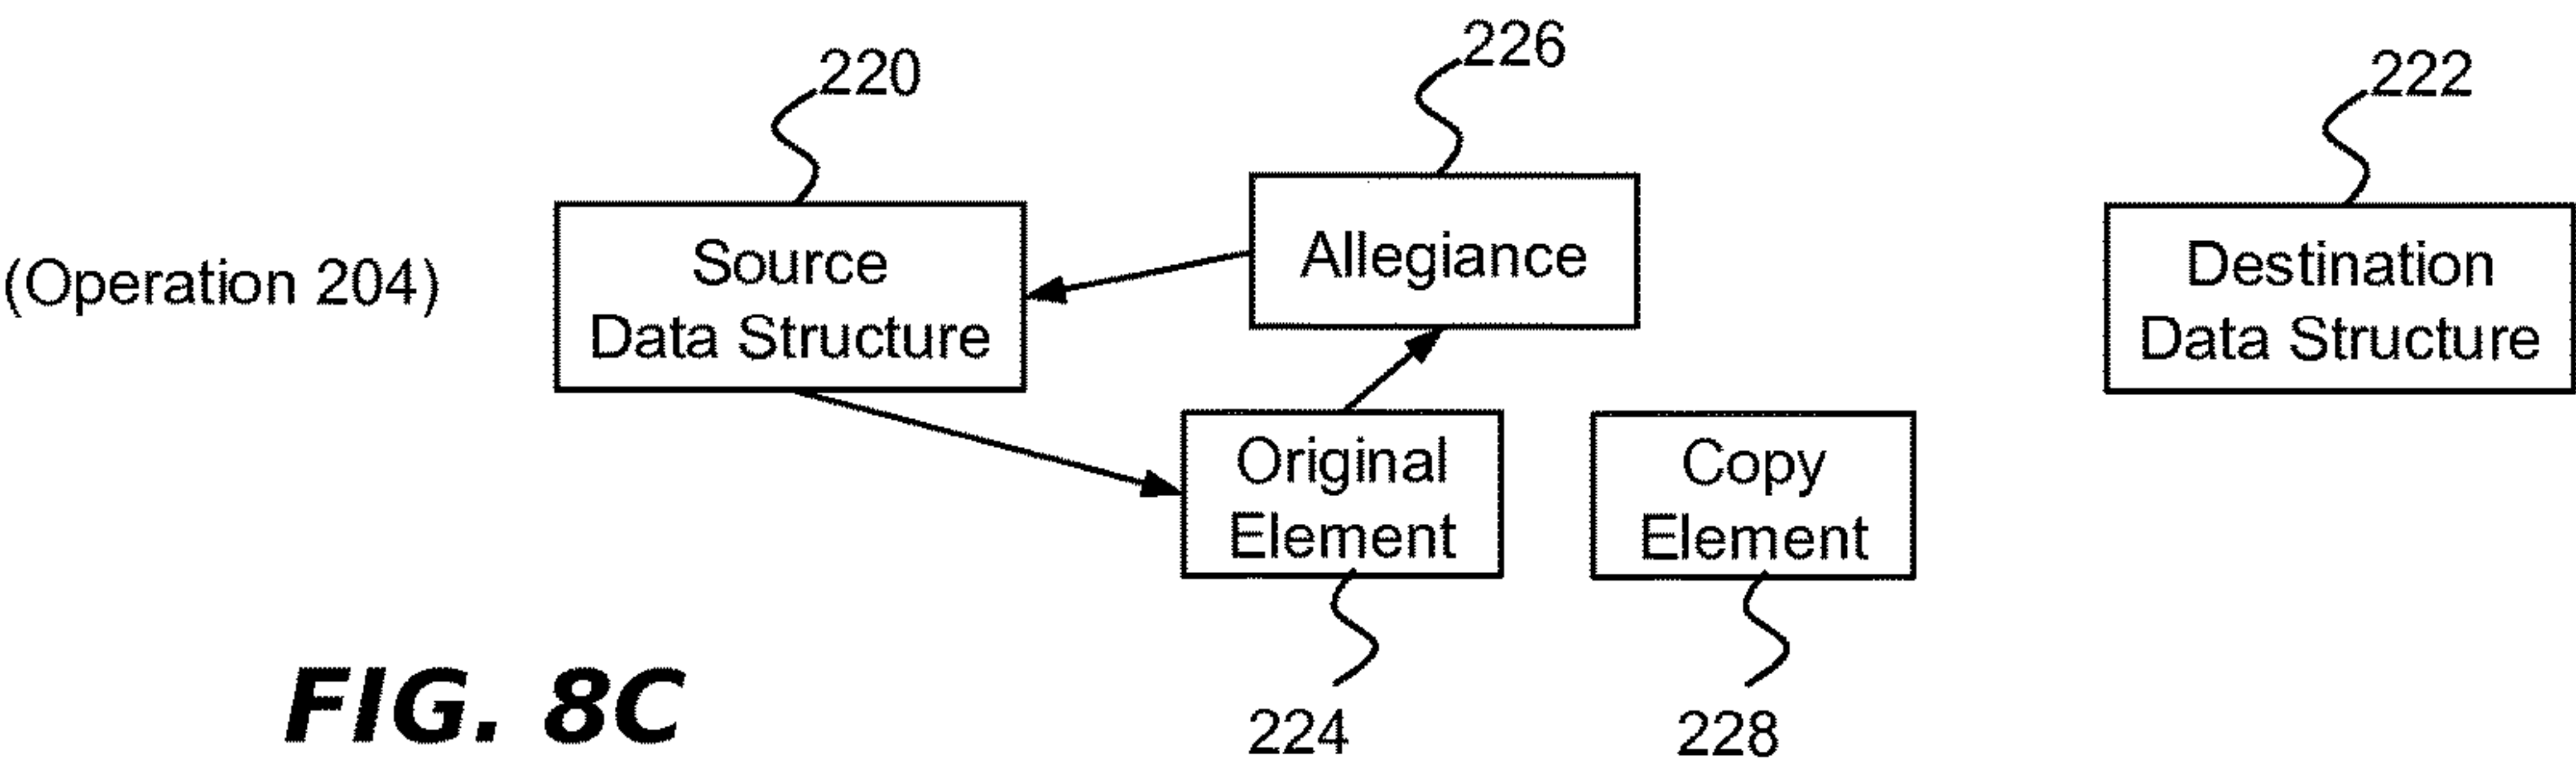 220
226
222
(Operation 204)
Source
Data Structure
Allegiance
Destination
Data Structure
Original
Element
Copy
Element
224
228
FIG. 8C